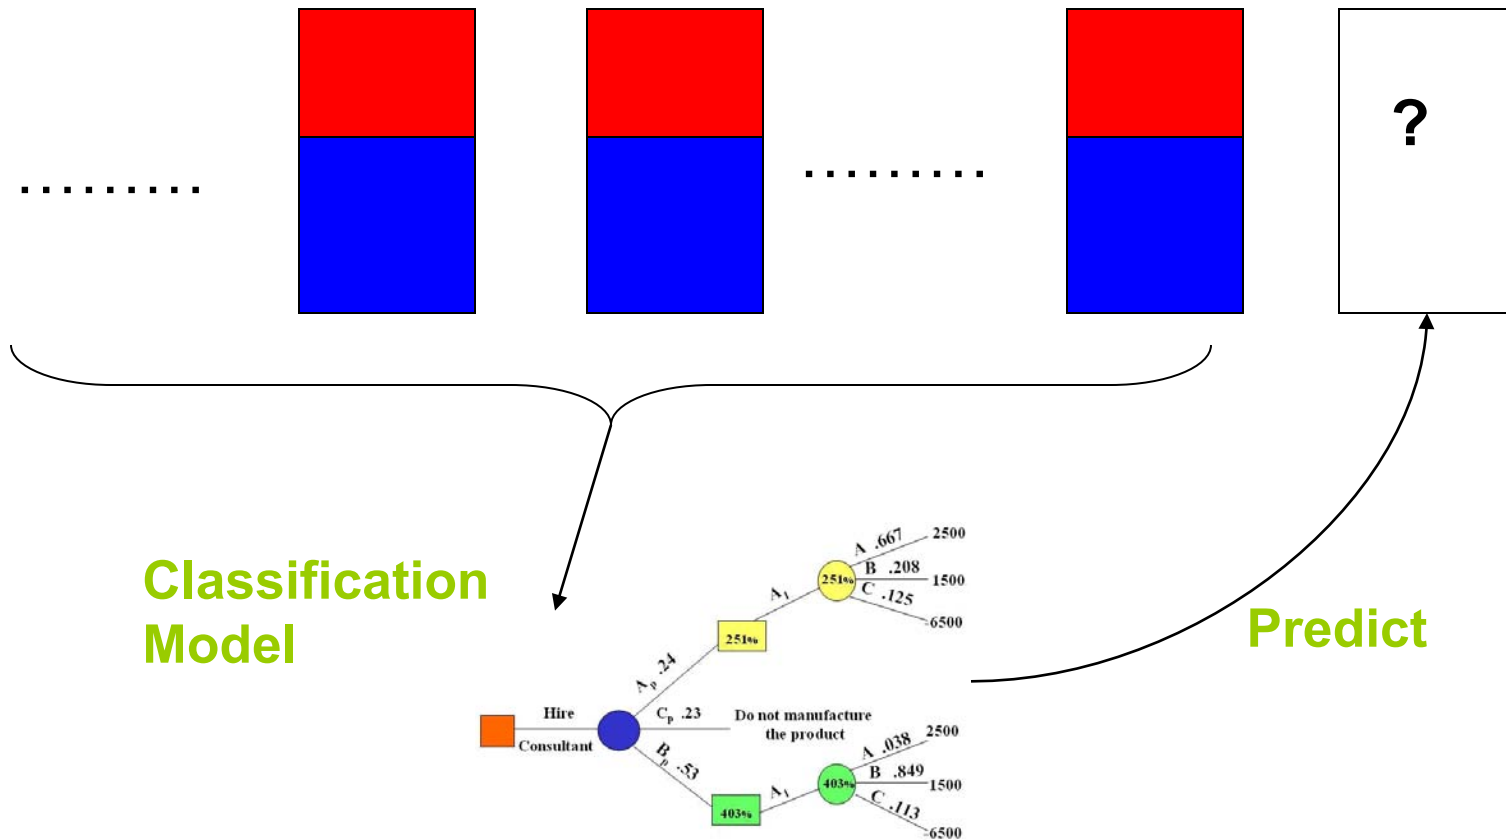 ?
.........
.........
Classification
Model
Predict
Hire
Consultant
Aₚ .24
Cₚ .23
Bₚ .53
Do not manufacture
the product
251%
A₁
251%
A .667
B .208
C .125
2500
1500
-6500
403%
A₁
403%
A .038
B .849
C .113
2500
1500
-6500